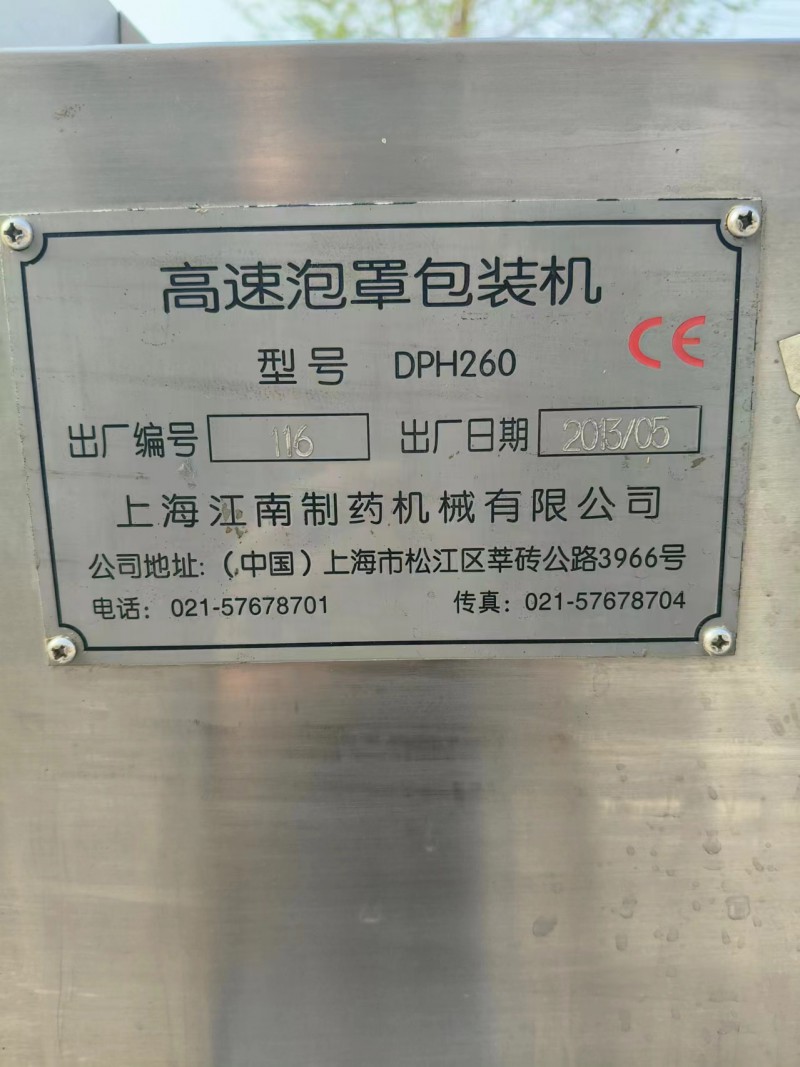 高速泡罩包装机
型号 DPH260 CE
出厂编号 116 出厂日期 2013/05
上海江南制药机械有限公司
公司地址:（中国）上海市松江区莘砖公路3966号
电话：021-57678701 传真：021-57678704